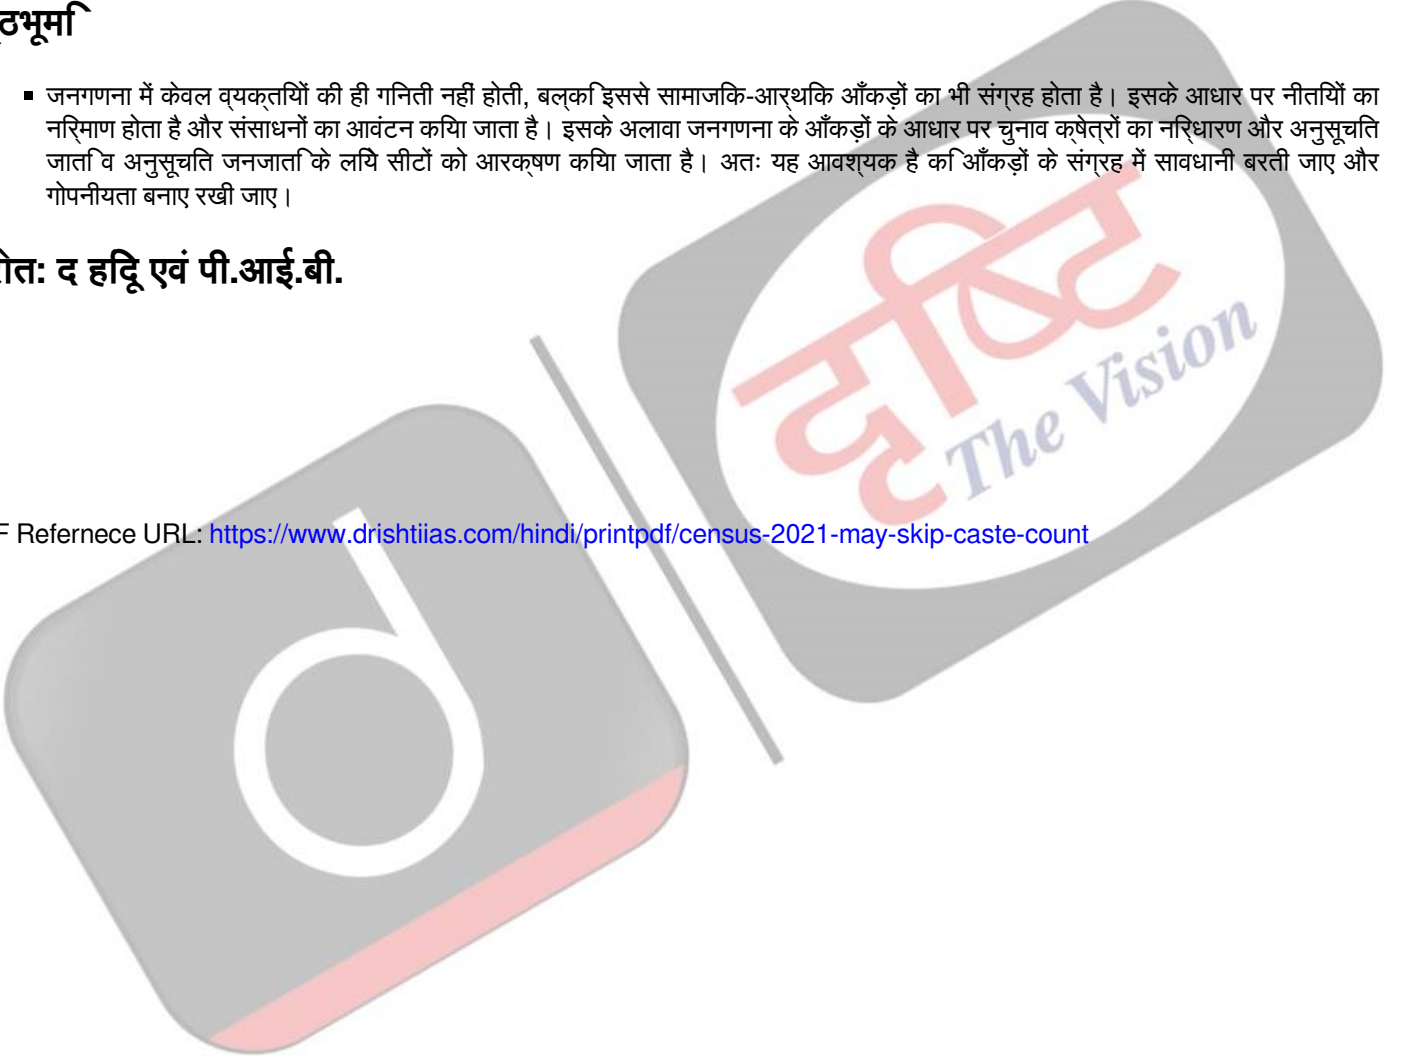 ठभूमि
▪ जनगणना में केवल व्यक्तियों की ही गिनती नहीं होती, बल्कि इससे सामाजिक-आर्थिक आँकड़ों का भी संग्रह होता है। इसके आधार पर नीतियों का
निर्माण होता है और संसाधनों का आवंटन किया जाता है। इसके अलावा जनगणना के आँकड़ों के आधार पर चुनाव क्षेत्रों का निर्धारण और अनुसूचित
जाति व अनुसूचित जनजाति के लिये सीटों को आरक्षण किया जाता है। अतः यह आवश्यक है कि आँकड़ों के संग्रह में सावधानी बरती जाए और
गोपनीयता बनाए रखी जाए।
ोत: द हिंदू एवं पी.आई.बी.
F Refernece URL: https://www.drishtiias.com/hindi/printpdf/census-2021-may-skip-caste-count
दृष्टि
The Vision
d